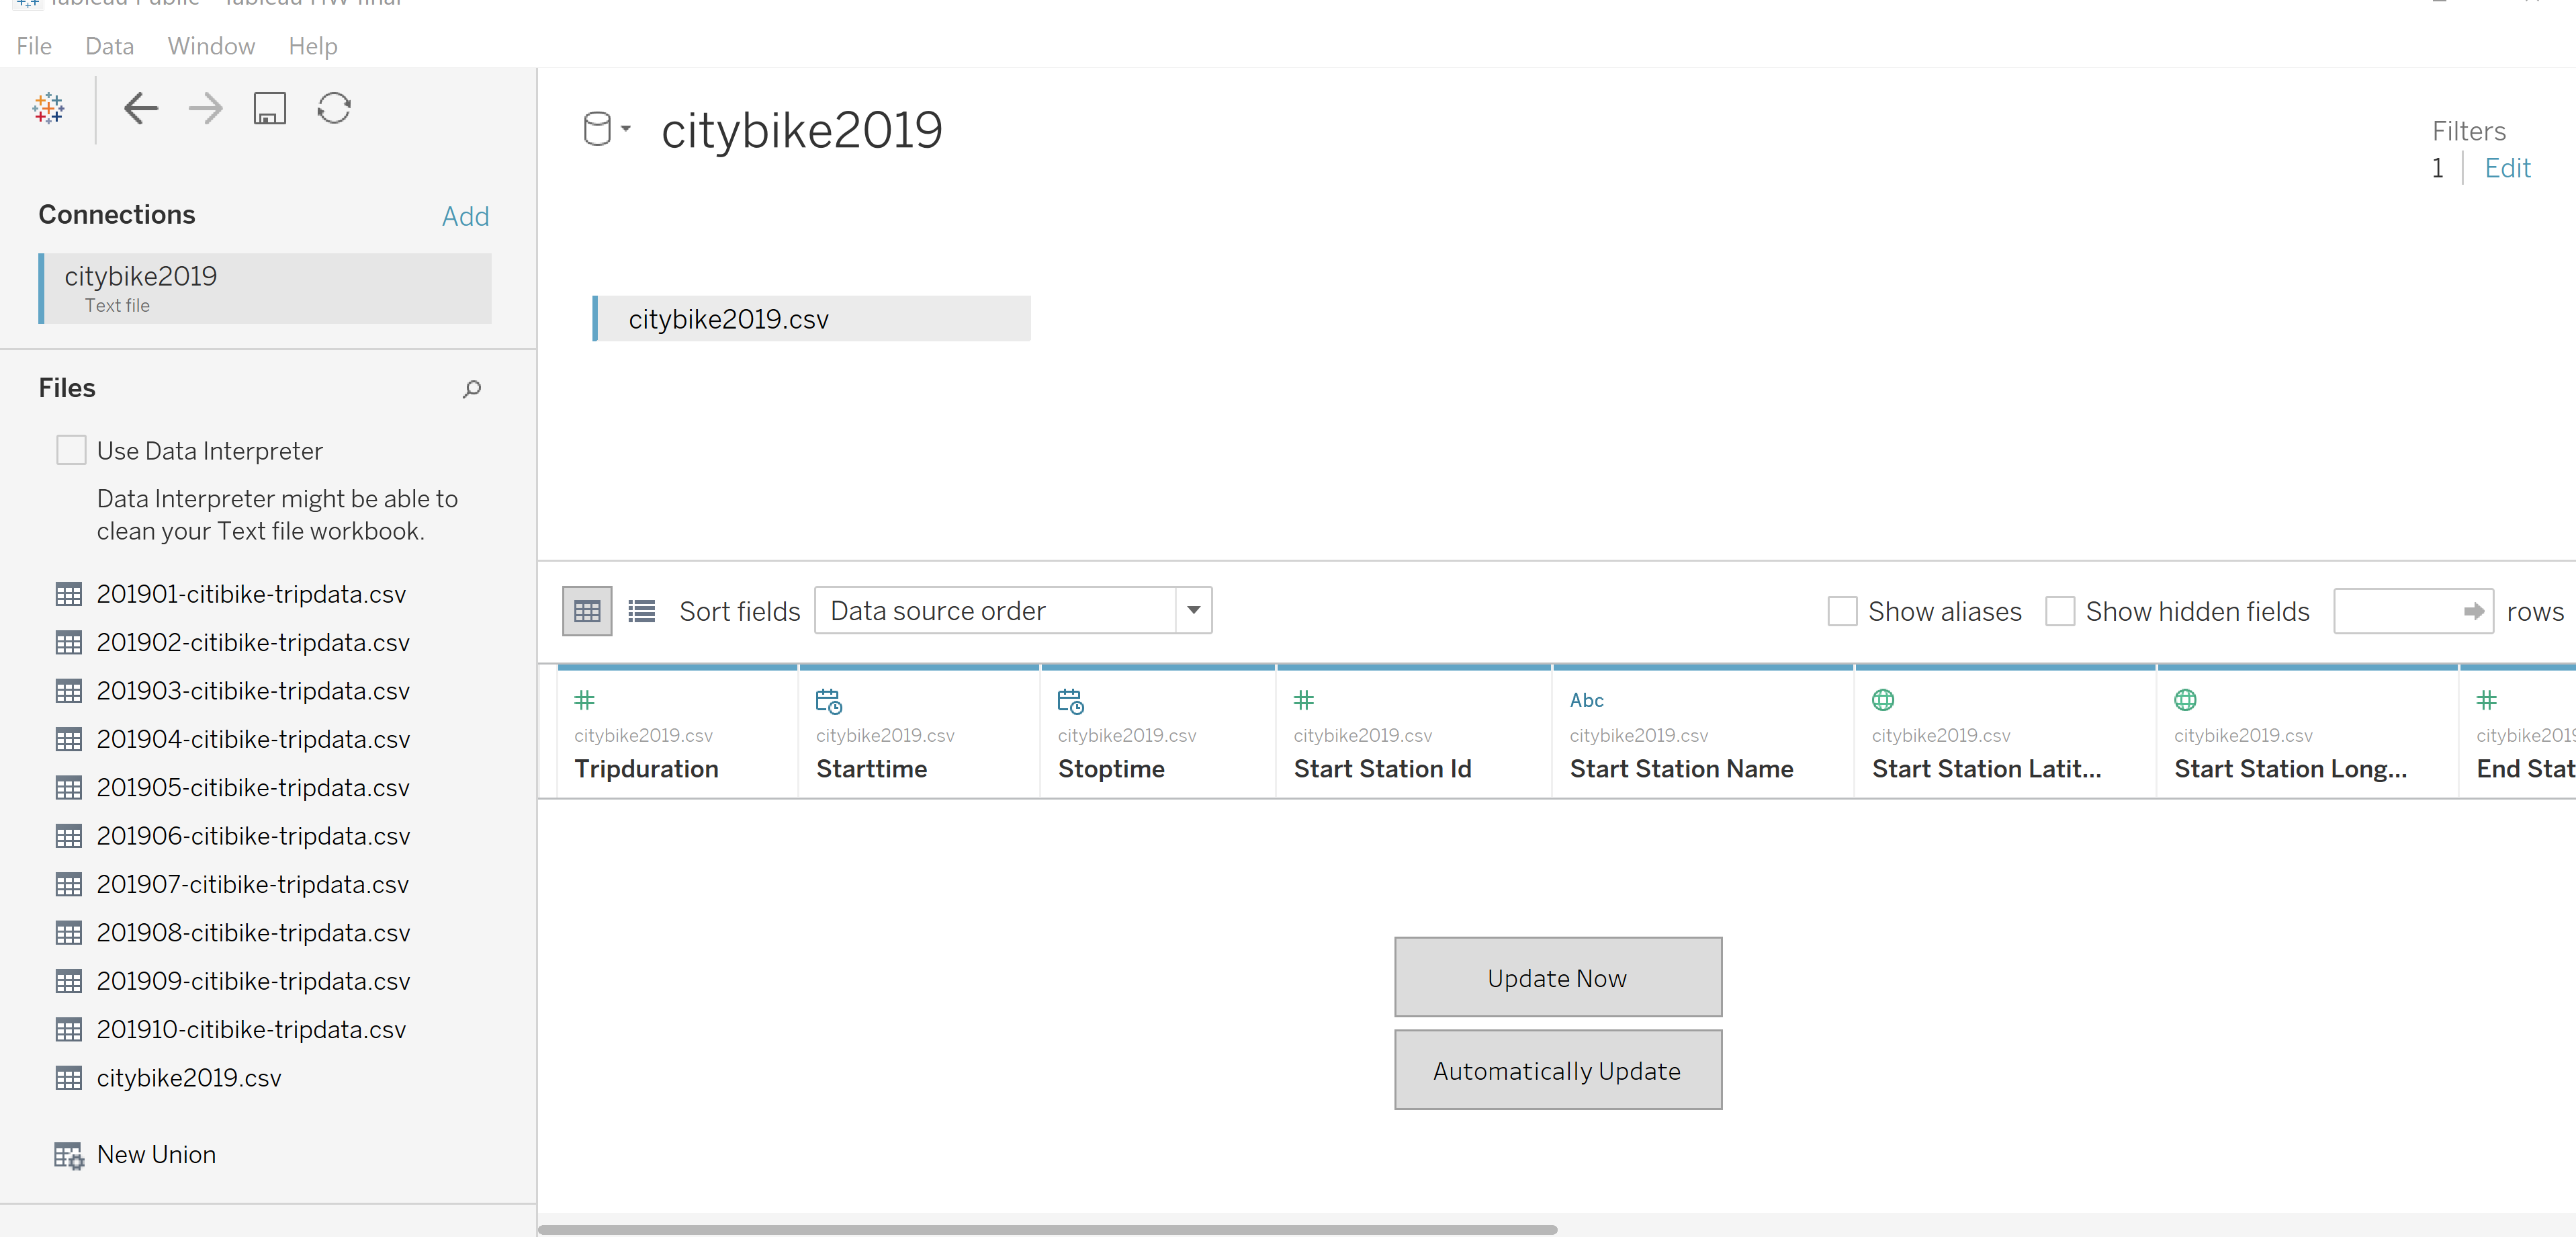 Tableau Public - Tableau HW final
File Data Window Help
citybike2019
Filters
1 Edit
Connections Add
citybike2019
Text file
citybike2019.csv
Files
Use Data Interpreter
Data Interpreter might be able to
clean your Text file workbook.
201901-citibike-tripdata.csv
201902-citibike-tripdata.csv
201903-citibike-tripdata.csv
201904-citibike-tripdata.csv
201905-citibike-tripdata.csv
201906-citibike-tripdata.csv
201907-citibike-tripdata.csv
201908-citibike-tripdata.csv
201909-citibike-tripdata.csv
201910-citibike-tripdata.csv
citybike2019.csv
New Union
Sort fields Data source order Show aliases Show hidden fields rows
# # Abc #
citybike2019.csv citybike2019.csv citybike2019.csv citybike2019.csv citybike2019.csv citybike2019.csv citybike2019.csv citybike2019
Tripduration Starttime Stoptime Start Station Id Start Station Name Start Station Latit... Start Station Long... End Stat
Update Now
Automatically Update